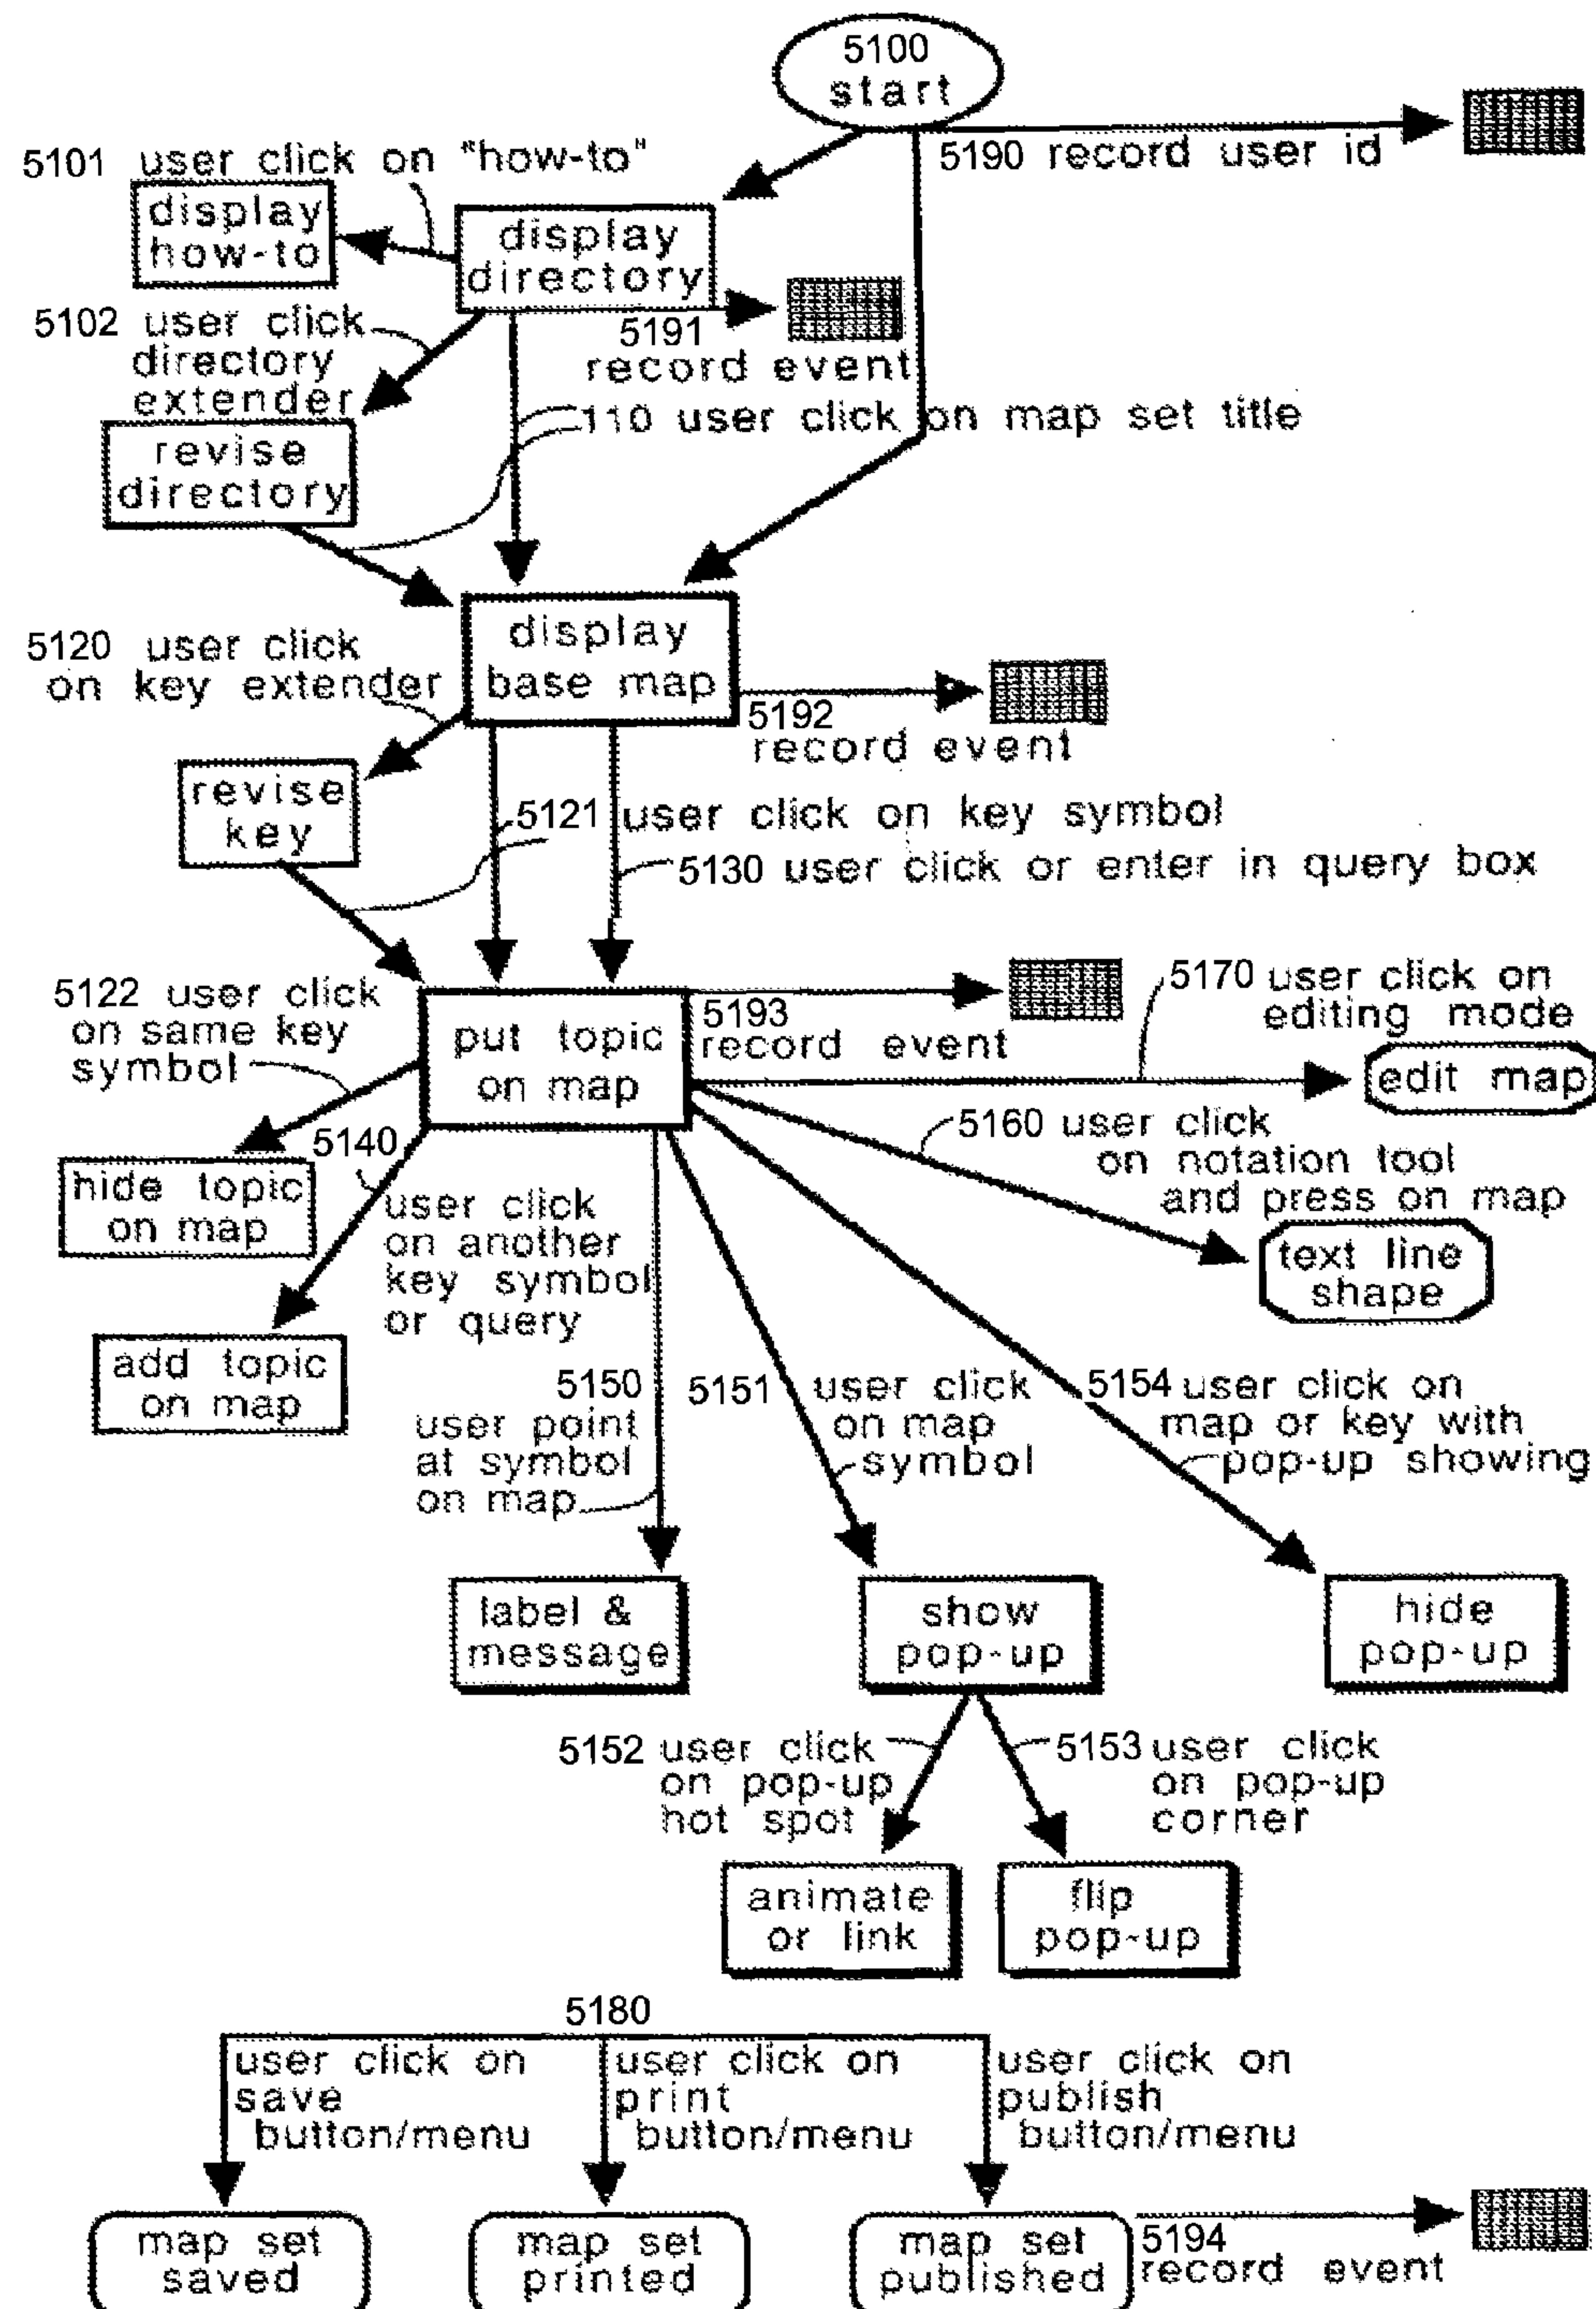 5100
start
5190 record user id
5101 user click on "how-to"
display
how-to
display
directory
5102 user click
directory
extender
5191
record event
110 user click on map set title
revise
directory
display
base map
5120 user click
on key extender
5192
record event
revise
key
5121 user click on key symbol
5130 user click or enter in query box
5122 user click
on same key
symbol
put topic
on map
5193
record event
5170 user click on
editing mode
edit map
5160 user click
on notation tool
and press on map
text line
shape
hide topic
on map
5140
user click
on another
key symbol
or query
add topic
on map
5150
user point
at symbol
on map
5151 user click
on map
symbol
5154 user click on
map or key with
pop-up showing
label &
message
show
pop-up
hide
pop-up
5152 user click
on pop-up
hot spot
5153 user click
on pop-up
corner
animate
or link
flip
pop-up
5180
user click on
save
button/menu
user click on
print
button/menu
user click on
publish
button/menu
map set
saved
map set
printed
map set
published
5194
record event